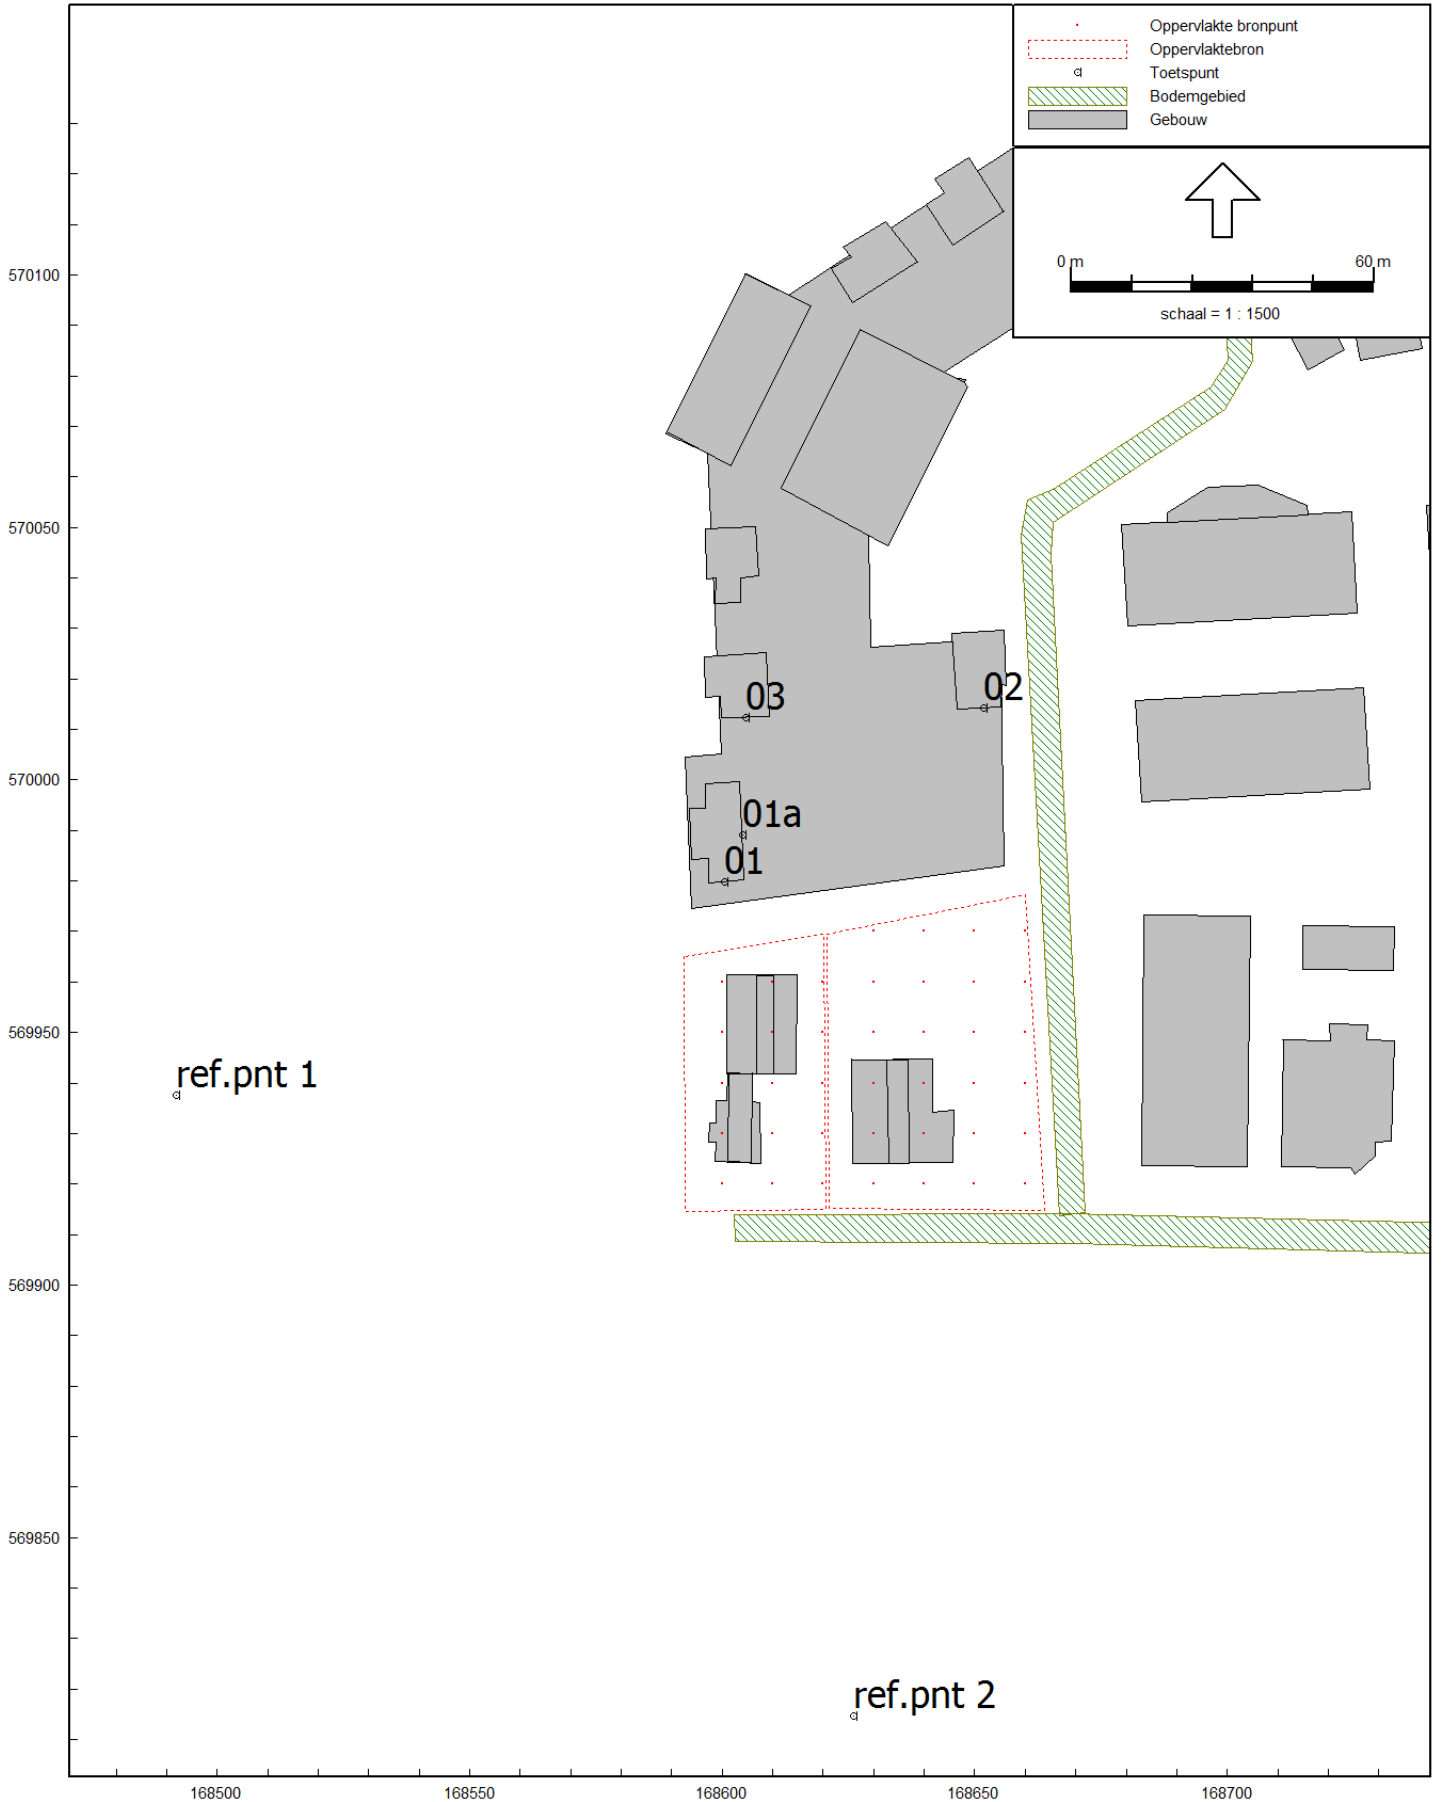 Oppervlakte bronpunt
Oppervlaktebron
Toetspunt
Bodemgebied
Gebouw
0 m 60 m
schaal = 1 : 1500
570100
570050
570000
569950
569900
569850
03
02
01a
01
ref.pnt 1
ref.pnt 2
168500 168550 168600 168650 168700